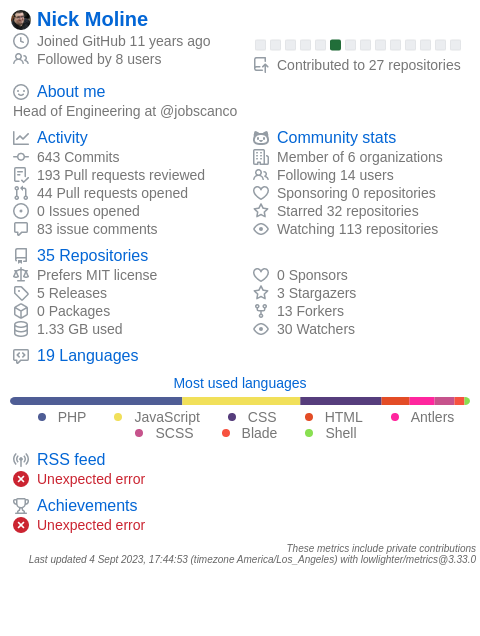 Nick Moline
Joined GitHub 11 years ago
Followed by 8 users
Contributed to 27 repositories
About me
Head of Engineering at @jobscanco
Activity
643 Commits
193 Pull requests reviewed
44 Pull requests opened
0 Issues opened
83 issue comments
Community stats
Member of 6 organizations
Following 14 users
Sponsoring 0 repositories
Starred 32 repositories
Watching 113 repositories
35 Repositories
Prefers MIT license
5 Releases
0 Packages
1.33 GB used
0 Sponsors
3 Stargazers
13 Forkers
30 Watchers
19 Languages
Most used languages
PHP JavaScript CSS HTML Antlers
SCSS Blade Shell
RSS feed
Unexpected error
Achievements
Unexpected error
These metrics include private contributions
Last updated 4 Sept 2023, 17:44:53 (timezone America/Los_Angeles) with lowlighter/metrics@3.33.0